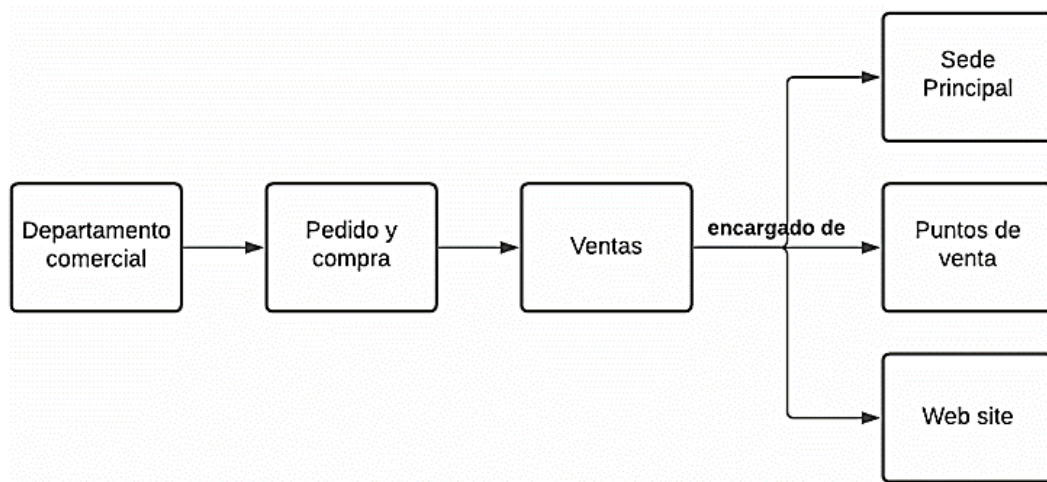 Departamento
comercial
Pedido y
compra
Ventas
encargado de
Sede
Principal
Puntos de
venta
Web site